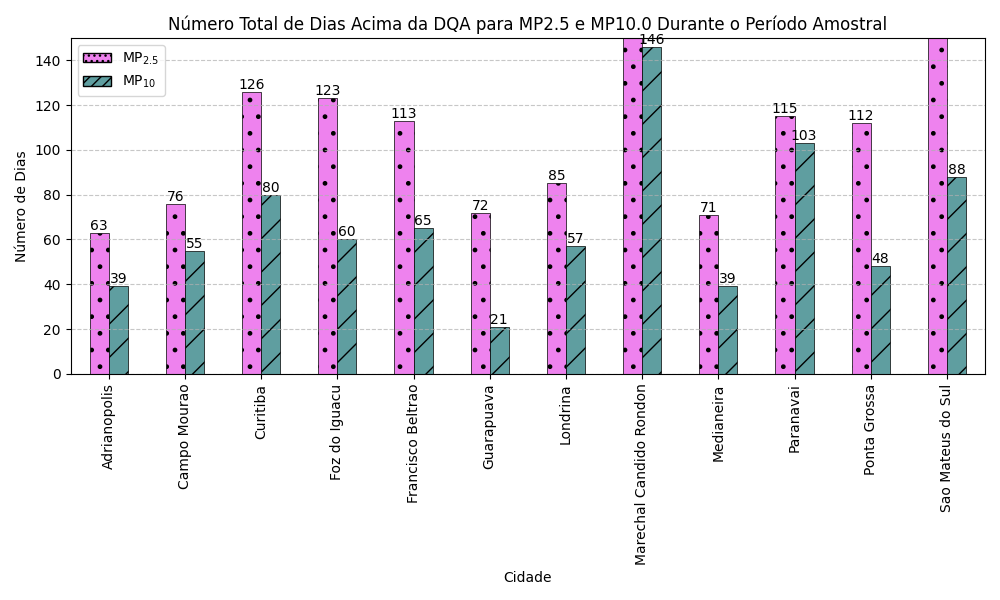 Número Total de Dias Acima da DQA para MP2.5 e MP10.0 Durante o Período Amostral
MP2.5
MP10
Número de Dias
140
120
100
80
60
40
20
0
63
39
76
55
126
80
123
60
113
65
72
21
85
57
146
71
39
115
103
112
48
88
Adrianopolis
Campo Mourao
Curitiba
Foz do Iguacu
Francisco Beltrao
Guarapuava
Londrina
Marechal Candido Rondon
Medianeira
Paranavai
Ponta Grossa
Sao Mateus do Sul
Cidade